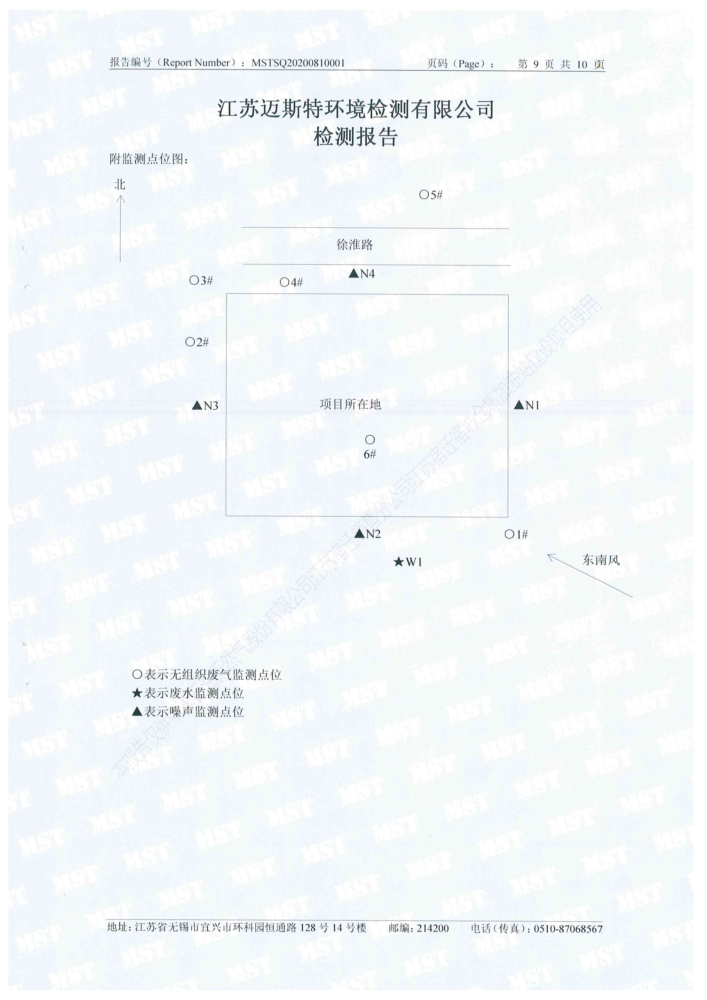 报告编号（Report Number）：MSTSQ20200810001 页码（Page）： 第 9 页 共 10 页
江苏迈斯特环境检测有限公司
检测报告
附监测点位图：
北
○5#
徐淮路
▲N4
○3# ○4#
○2#
▲N3 项目所在地 ▲N1
○
6#
▲N2 ○1#
★W1 东南风
○表示无组织废气监测点位
★表示废水监测点位
▲表示噪声监测点位
地址：江苏省无锡市宜兴市环科园恒通路 128 号 14 号楼 邮编：214200 电话（传真）：0510-87068567
MST